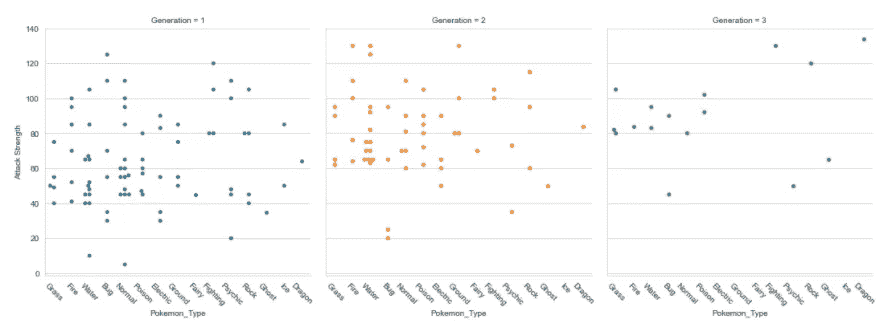 Generation = 1
Generation = 2
Generation = 3
140
120
100
80
60
40
20
0
Attack Strength
Grass Fire Water Bug Normal Poison Electric Ground Fairy Fighting Psychic Rock Ghost Ice Dragon
Grass Fire Water Bug Normal Poison Electric Ground Fairy Fighting Psychic Rock Ghost Ice Dragon
Grass Fire Water Bug Normal Poison Electric Ground Fairy Fighting Psychic Rock Ghost Ice Dragon
Pokemon_Type
Pokemon_Type
Pokemon_Type